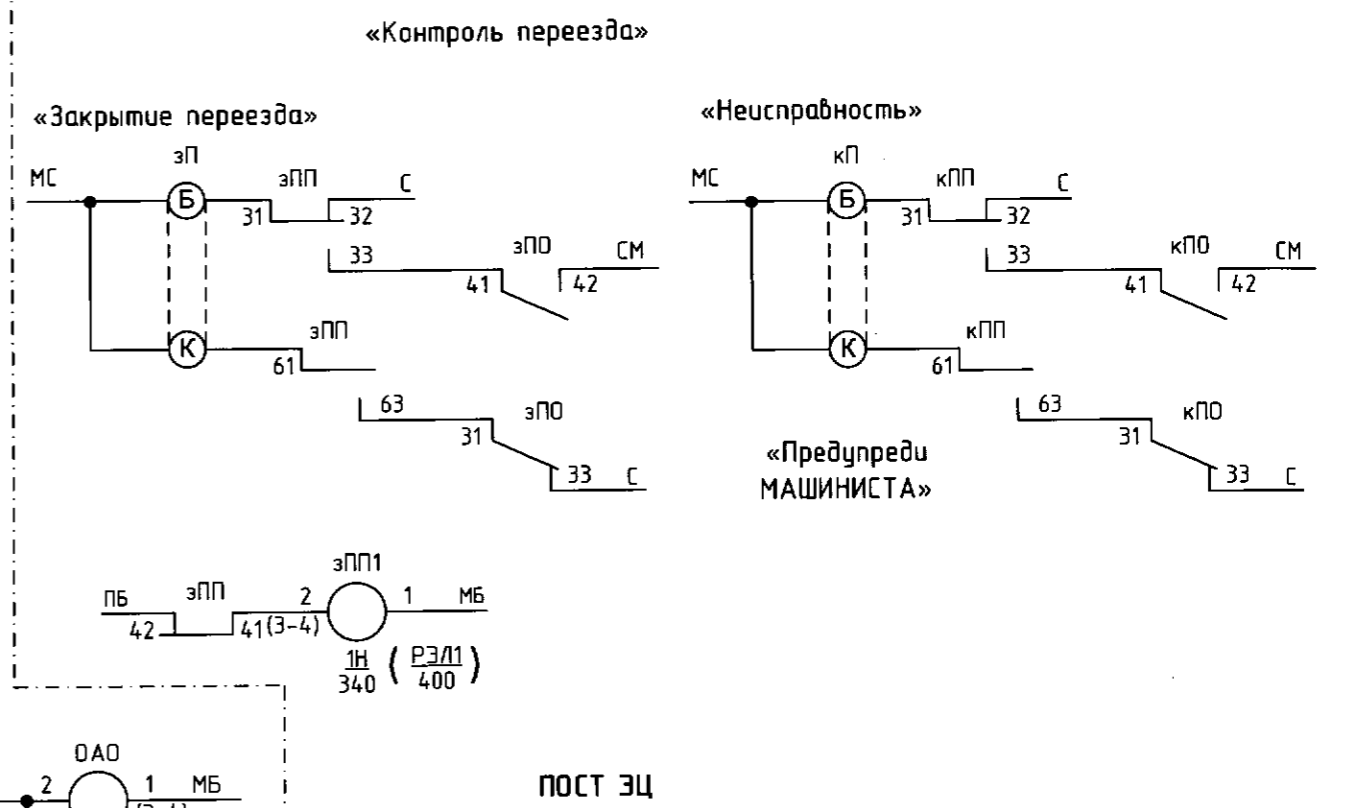 «Контроль переезда»
«Закрытие переезда»
«Неисправность»
зП
кП
МС
зПП
С
МС
кПП
С
Б
Б
31
32
31
32
33
зПО
СМ
33
кПО
СМ
41
42
41
42
зПП
кПП
К
К
61
61
63
зПО
63
кПО
31
31
33
С
33
С
«Предупреди
МАШИНИСТА»
зПП1
ПБ
зПП
2
1
МБ
42
41(3-4)
1Н
340
( РЭЛ1
400 )
ОАО
2
1
МБ
ПОСТ ЭЦ